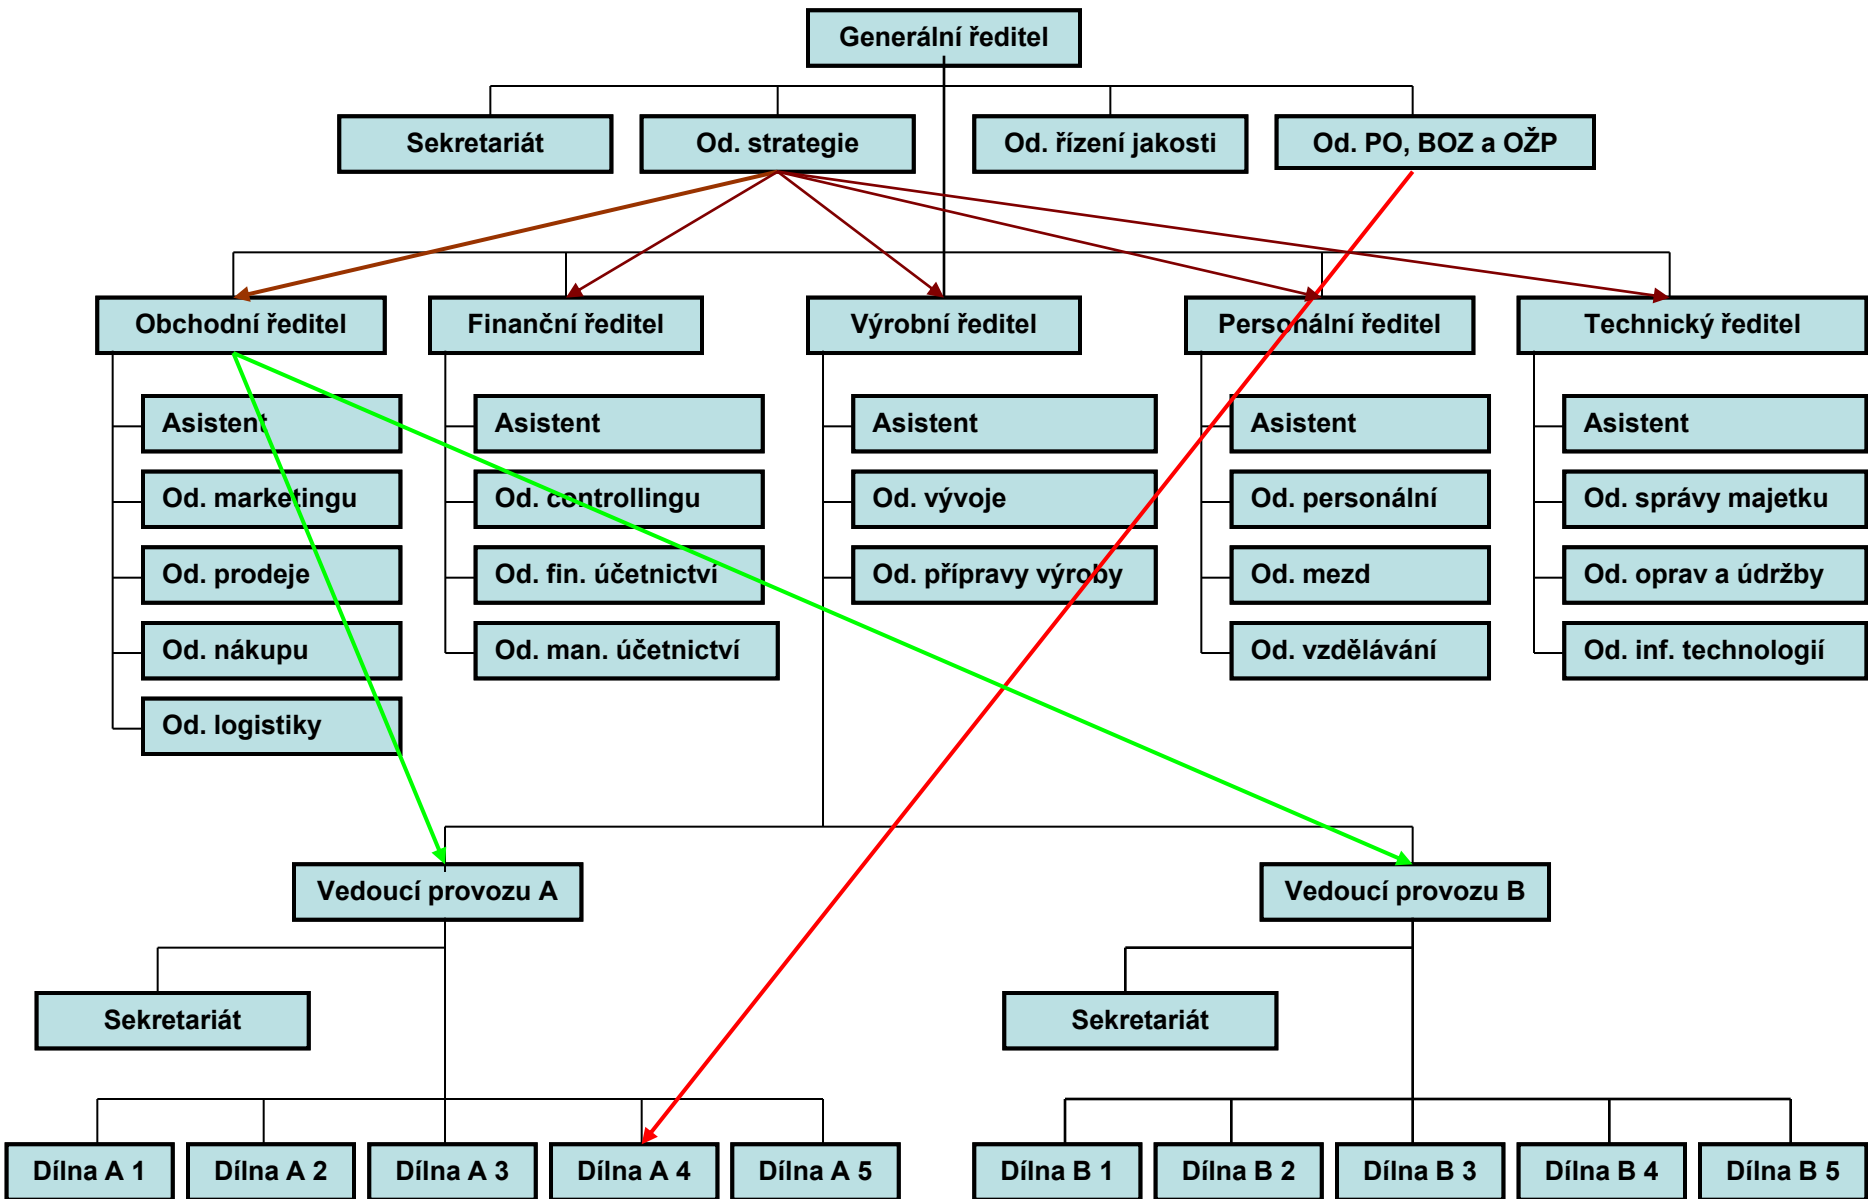 Generální ředitel
Sekretariát
Od. strategie
Od. řízení jakosti
Od. PO, BOZ a OŽP
Obchodní ředitel
Finanční ředitel
Výrobní ředitel
Personální ředitel
Technický ředitel
Asistent
Asistent
Asistent
Asistent
Asistent
Od. marketingu
Od. controllingu
Od. vývoje
Od. personální
Od. správy majetku
Od. prodeje
Od. fin. účetnictví
Od. přípravy výroby
Od. mezd
Od. oprav a údržby
Od. nákupu
Od. man. účetnictví
Od. vzdělávání
Od. inf. technologií
Od. logistiky
Vedoucí provozu A
Vedoucí provozu B
Sekretariát
Sekretariát
Dílna A 1
Dílna A 2
Dílna A 3
Dílna A 4
Dílna A 5
Dílna B 1
Dílna B 2
Dílna B 3
Dílna B 4
Dílna B 5